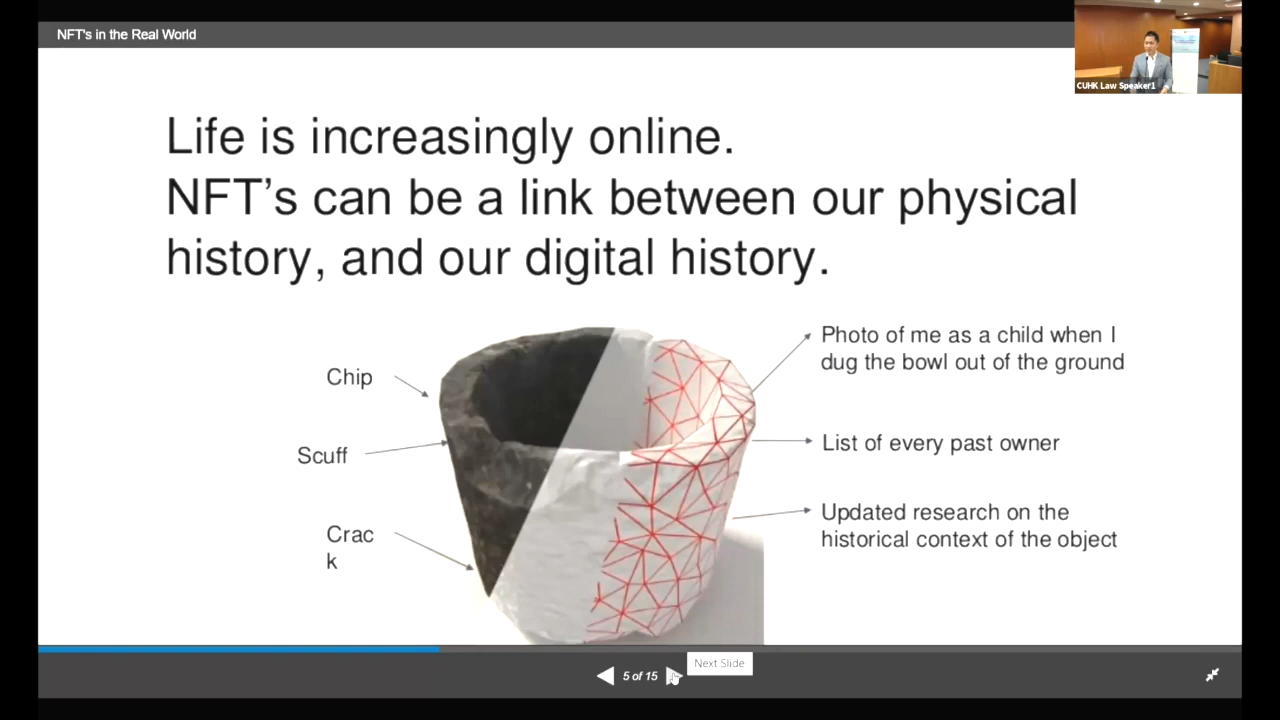 NFT's in the Real World
CUHK Law Speaker1
Life is increasingly online.
NFT’s can be a link between our physical
history, and our digital history.
Chip
Scuff
Crac
k
Photo of me as a child when I
dug the bowl out of the ground
List of every past owner
Updated research on the
historical context of the object
5 of 15
Next Slide